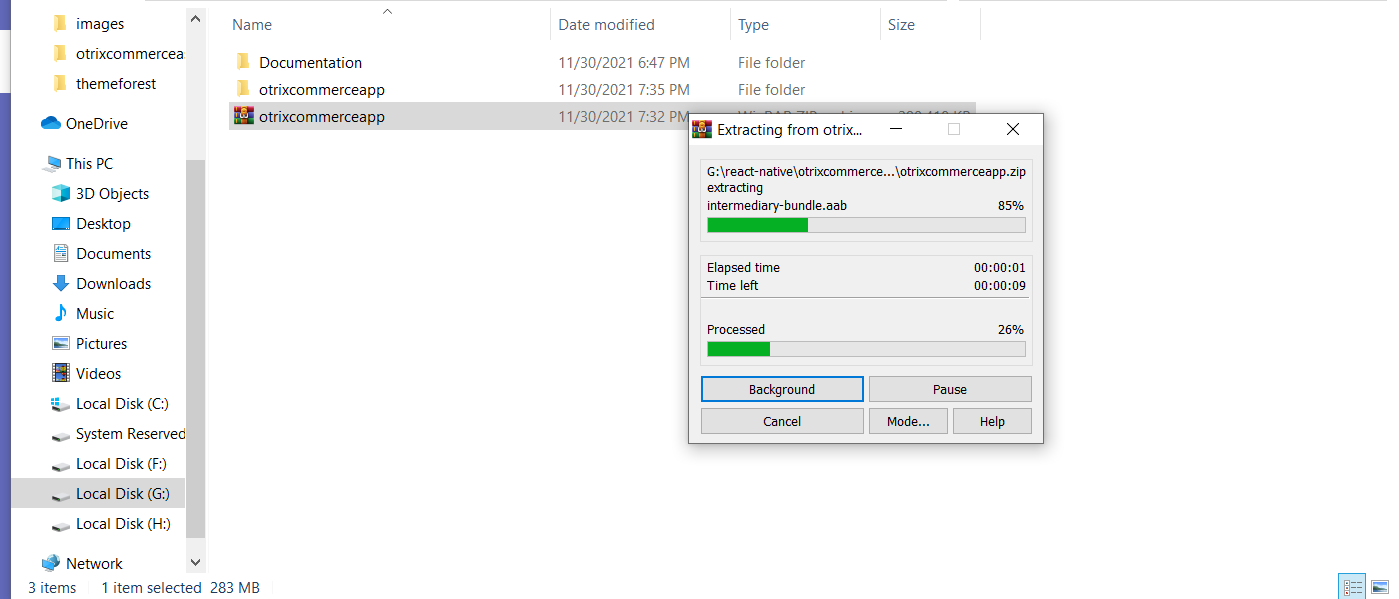 images
otrixcommercea
themeforest
OneDrive
This PC
3D Objects
Desktop
Documents
Downloads
Music
Pictures
Videos
Local Disk (C:)
System Reserved
Local Disk (F:)
Local Disk (G:)
Local Disk (H:)
Network
Name Date modified Type Size
Documentation 11/30/2021 6:47 PM File folder
otrixcommerceapp 11/30/2021 7:35 PM File folder
otrixcommerceapp 11/30/2021 7:32 PM
Extracting from otrix...
G:\react-native\otrixcommerce...\otrixcommerceapp.zip
extracting
intermediary-bundle.aab 85%
Elapsed time 00:00:01
Time left 00:00:09
Processed 26%
Background Pause
Cancel Mode... Help
3 items 1 item selected 283 MB